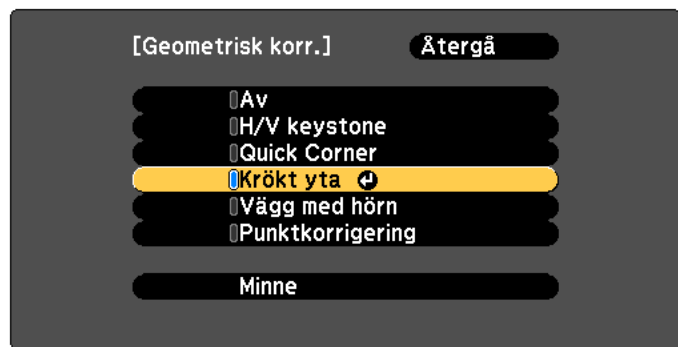 [Geometrisk korr.] Återgå
Av
H/V keystone
Quick Corner
Krökt yta
Vägg med hörn
Punktkorrigering
Minne